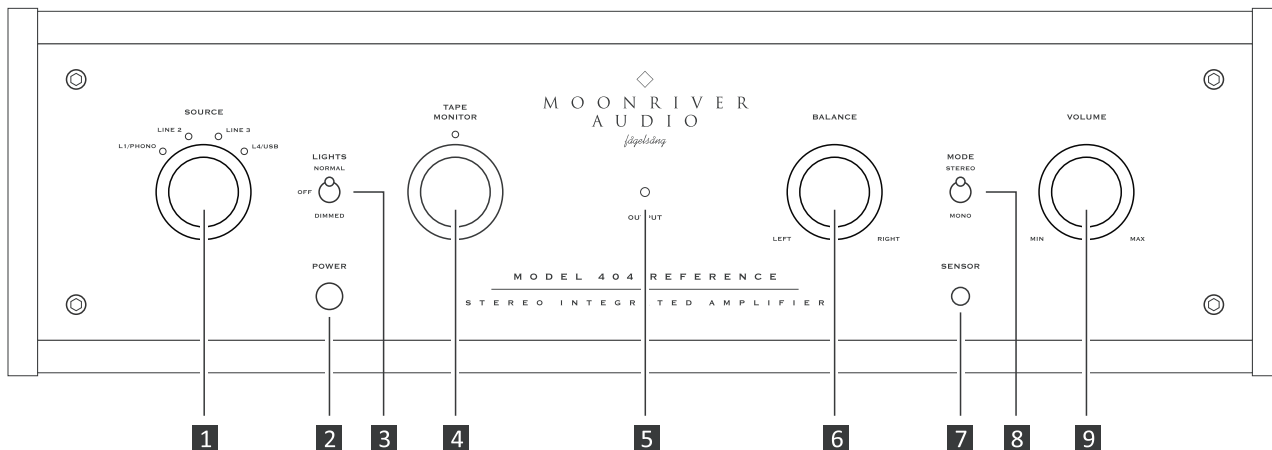 MOONRIVER
AUDIO
fågelsång
SOURCE
LINE 2
LINE 3
L1/PHONO
L4/USB
LIGHTS
NORMAL
OFF
DIMMED
POWER
TAPE
MONITOR
OUTPUT
BALANCE
LEFT
RIGHT
MODE
STEREO
MONO
SENSOR
VOLUME
MIN
MAX
MODEL 404 REFERENCE
STEREO INTEGRATED AMPLIFIER
1
2
3
4
5
6
7
8
9